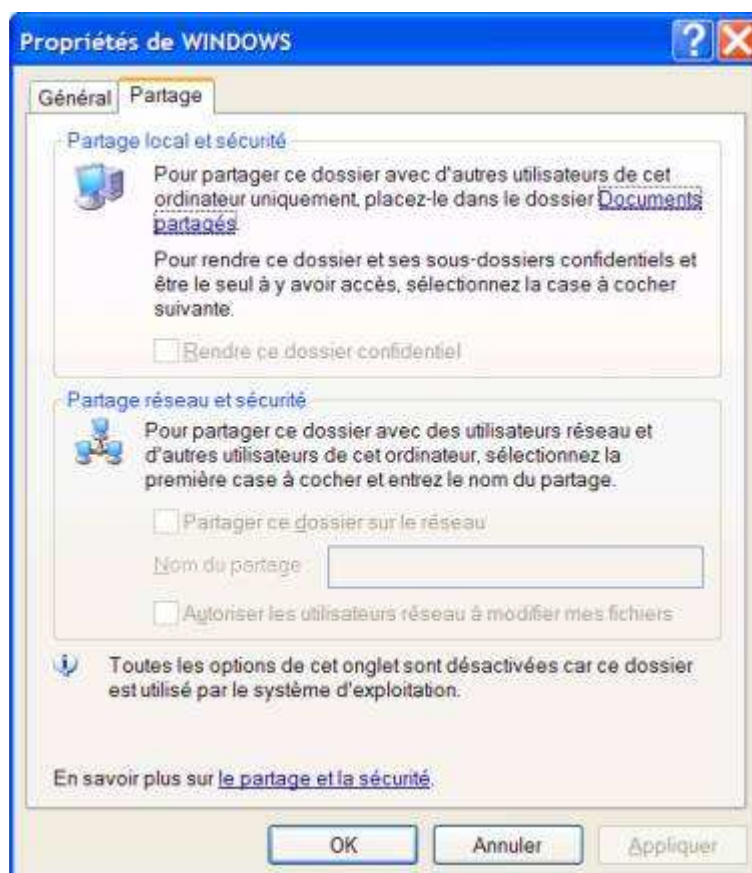 Propriétés de WINDOWS
Général Partage
Partage local et sécurité
Pour partager ce dossier avec d'autres utilisateurs de cet
ordinateur uniquement, placez-le dans le dossier Documents
partagés.
Pour rendre ce dossier et ses sous-dossiers confidentiels et
être le seul à y avoir accès, sélectionnez la case à cocher
suivante.
Rendre ce dossier confidentiel
Partage réseau et sécurité
Pour partager ce dossier avec des utilisateurs réseau et
d'autres utilisateurs de cet ordinateur, sélectionnez la
première case à cocher et entrez le nom du partage.
Partager ce dossier sur le réseau
Nom du partage
Autoriser les utilisateurs réseau à modifier mes fichiers
Toutes les options de cet onglet sont désactivées car ce dossier
est utilisé par le système d'exploitation.
En savoir plus sur le partage et la sécurité.
OK Annuler Appliquer